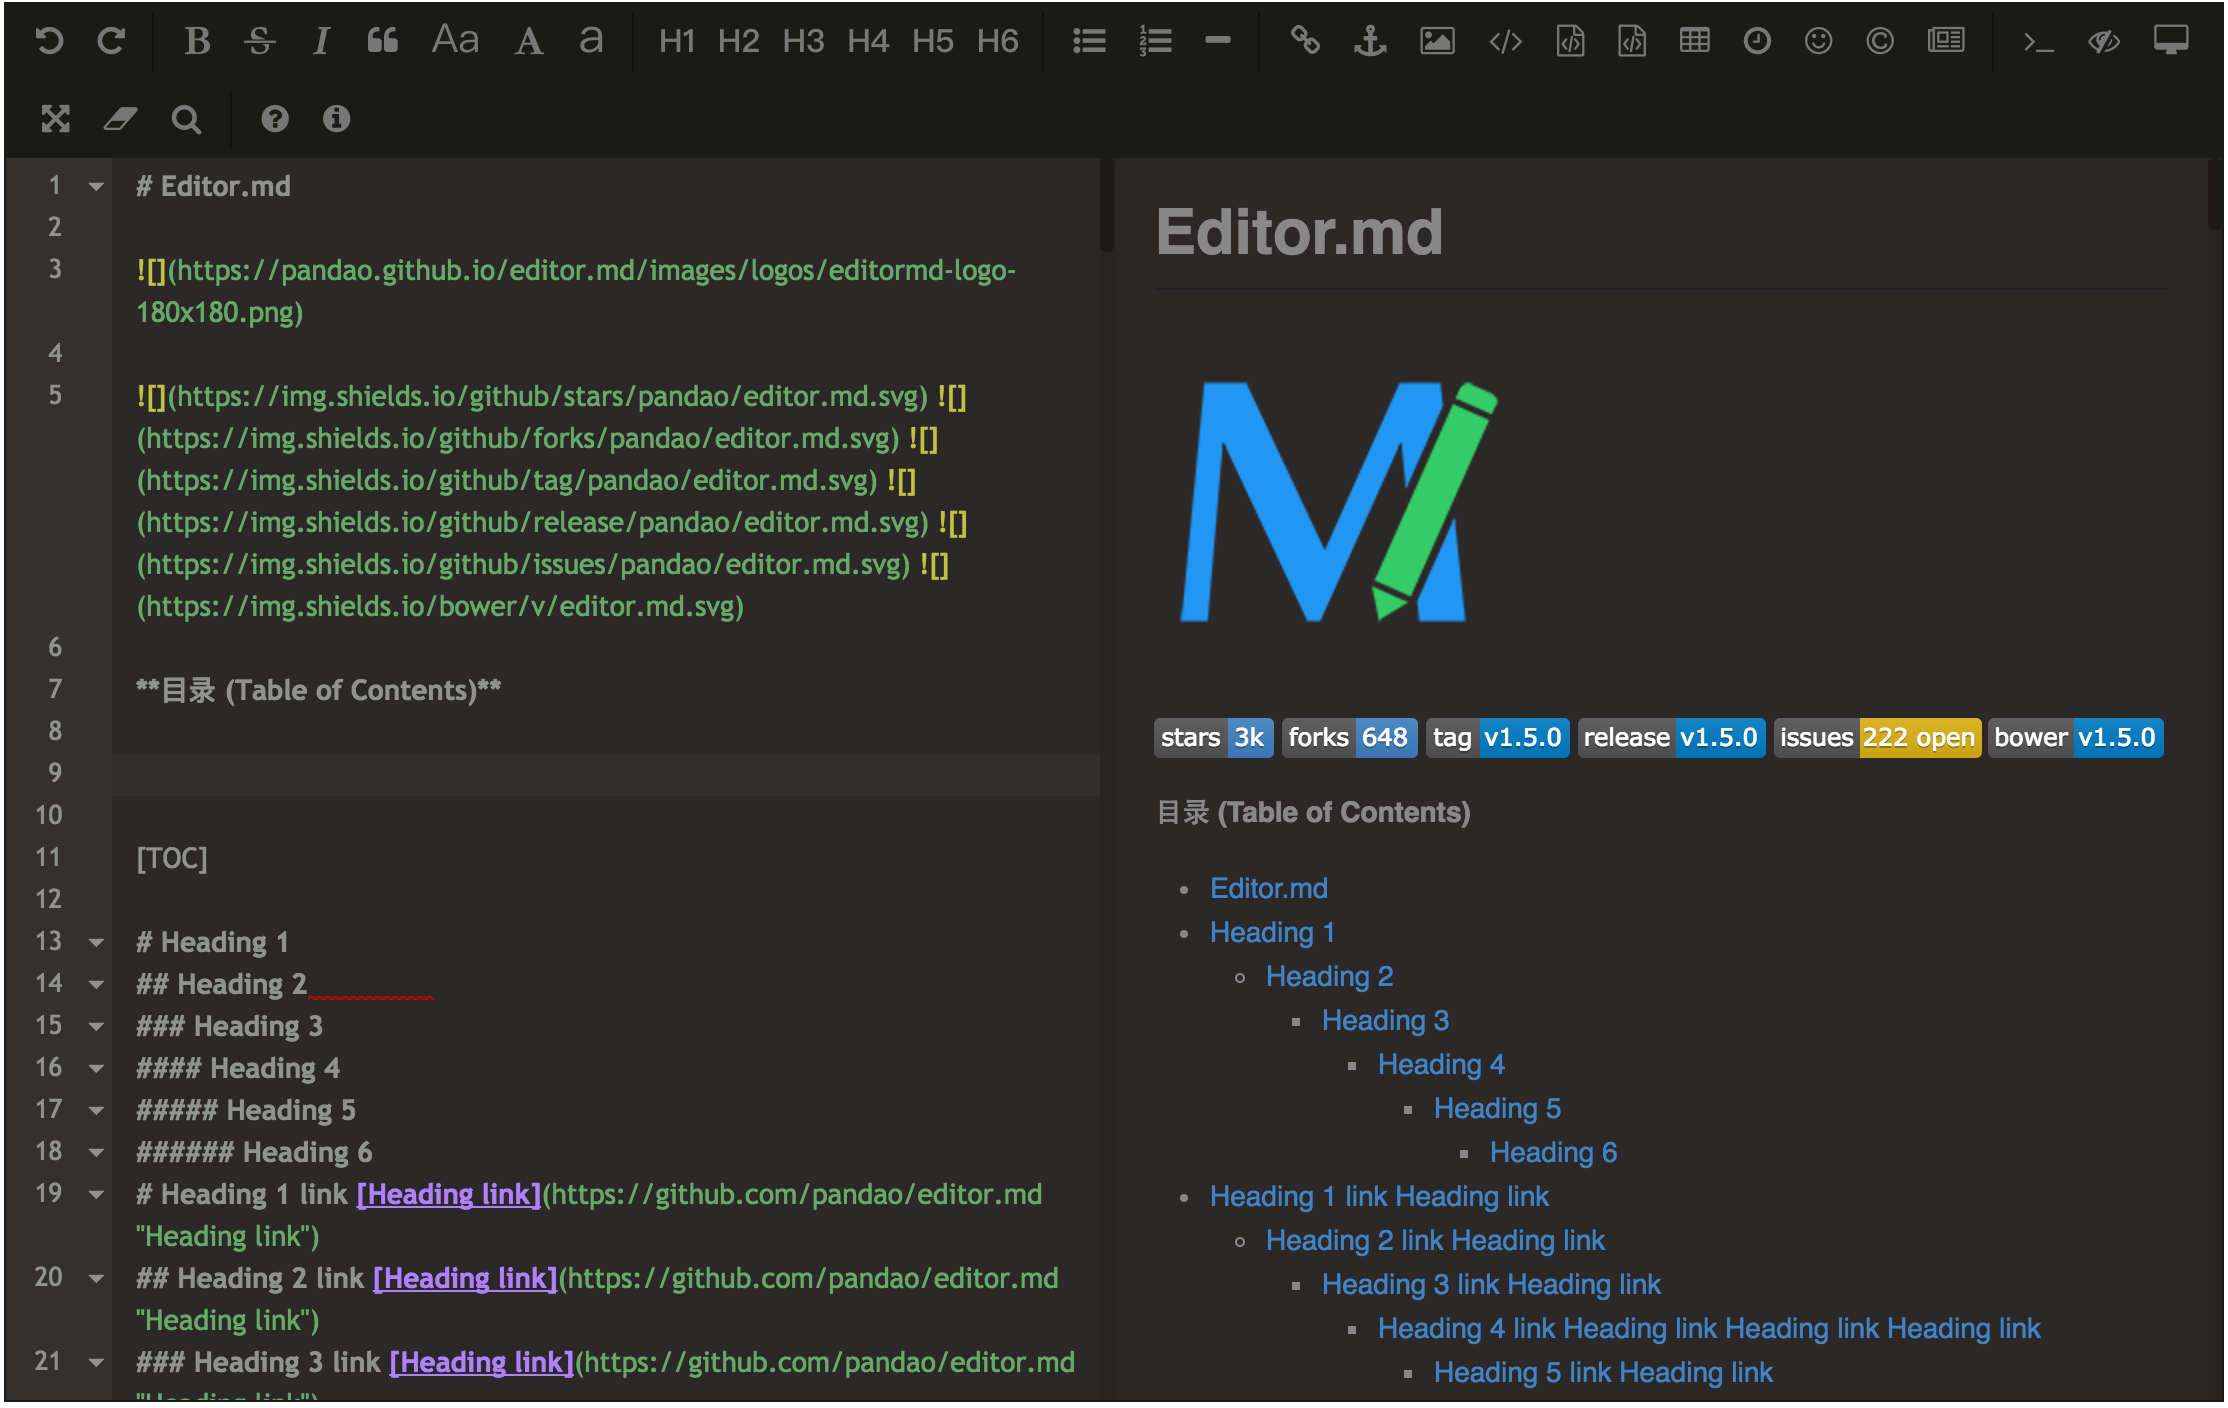 B S I Aa A a H1 H2 H3 H4 H5 H6
1 # Editor.md
2
3 ![](https://pandao.github.io/editor.md/images/logos/editormd-logo-
180x180.png)
4
5 ![](https://img.shields.io/github/stars/pandao/editor.md.svg) ![]
(https://img.shields.io/github/forks/pandao/editor.md.svg) ![]
(https://img.shields.io/github/tag/pandao/editor.md.svg) ![]
(https://img.shields.io/github/release/pandao/editor.md.svg) ![]
(https://img.shields.io/github/issues/pandao/editor.md.svg) ![]
(https://img.shields.io/bower/v/editor.md.svg)
6
7 **目录 (Table of Contents)**
8
9
10
11 [TOC]
12
13 # Heading 1
14 ## Heading 2
15 ### Heading 3
16 #### Heading 4
17 ##### Heading 5
18 ###### Heading 6
19 # Heading 1 link [Heading link](https://github.com/pandao/editor.md
"Heading link")
20 ## Heading 2 link [Heading link](https://github.com/pandao/editor.md
"Heading link")
21 ### Heading 3 link [Heading link](https://github.com/pandao/editor.md
"Heading link")
Editor.md
stars 3k forks 648 tag v1.5.0 release v1.5.0 issues 222 open bower v1.5.0
目录 (Table of Contents)
Editor.md
Heading 1
Heading 2
Heading 3
Heading 4
Heading 5
Heading 6
Heading 1 link Heading link
Heading 2 link Heading link
Heading 3 link Heading link
Heading 4 link Heading link Heading link Heading link
Heading 5 link Heading link